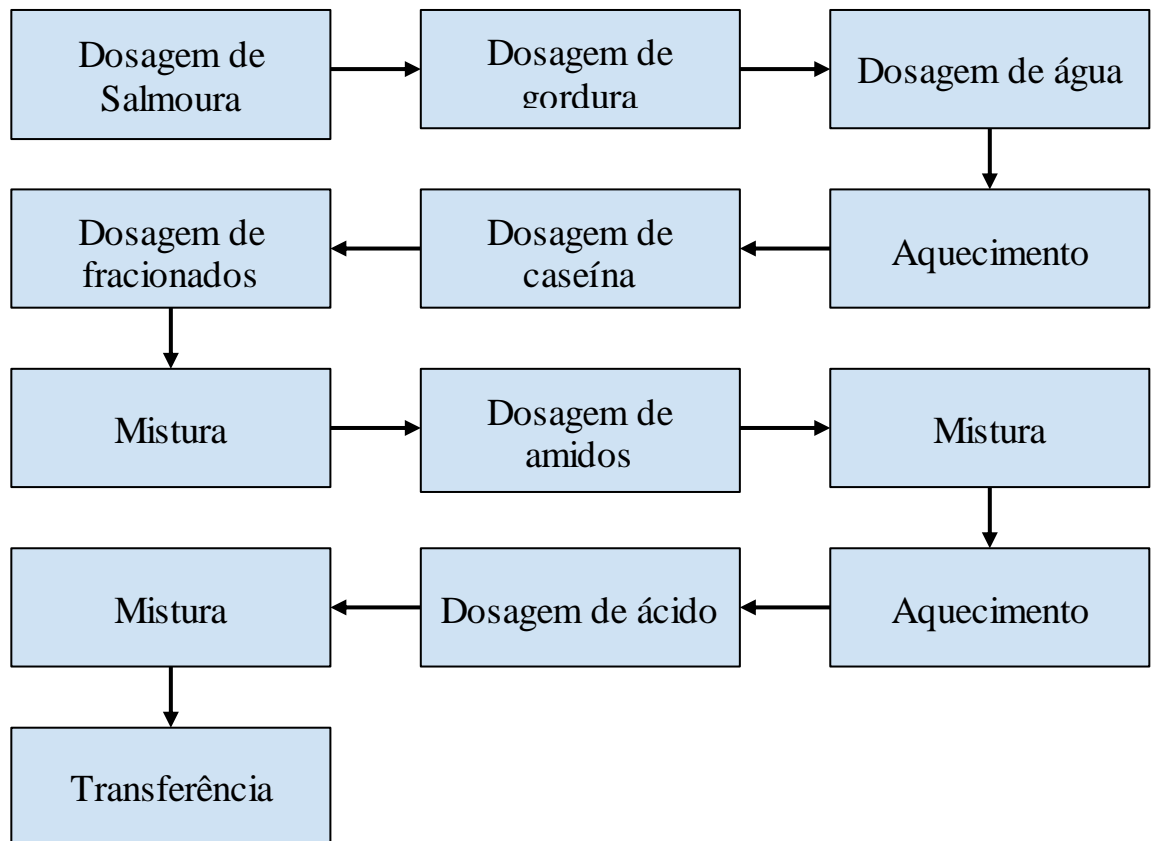 Dosagem de
Salmoura
Dosagem de
gordura
Dosagem de água
Aquecimento
Dosagem de
caseína
Dosagem de
fracionados
Mistura
Dosagem de
amidos
Mistura
Aquecimento
Dosagem de ácido
Mistura
Transferência